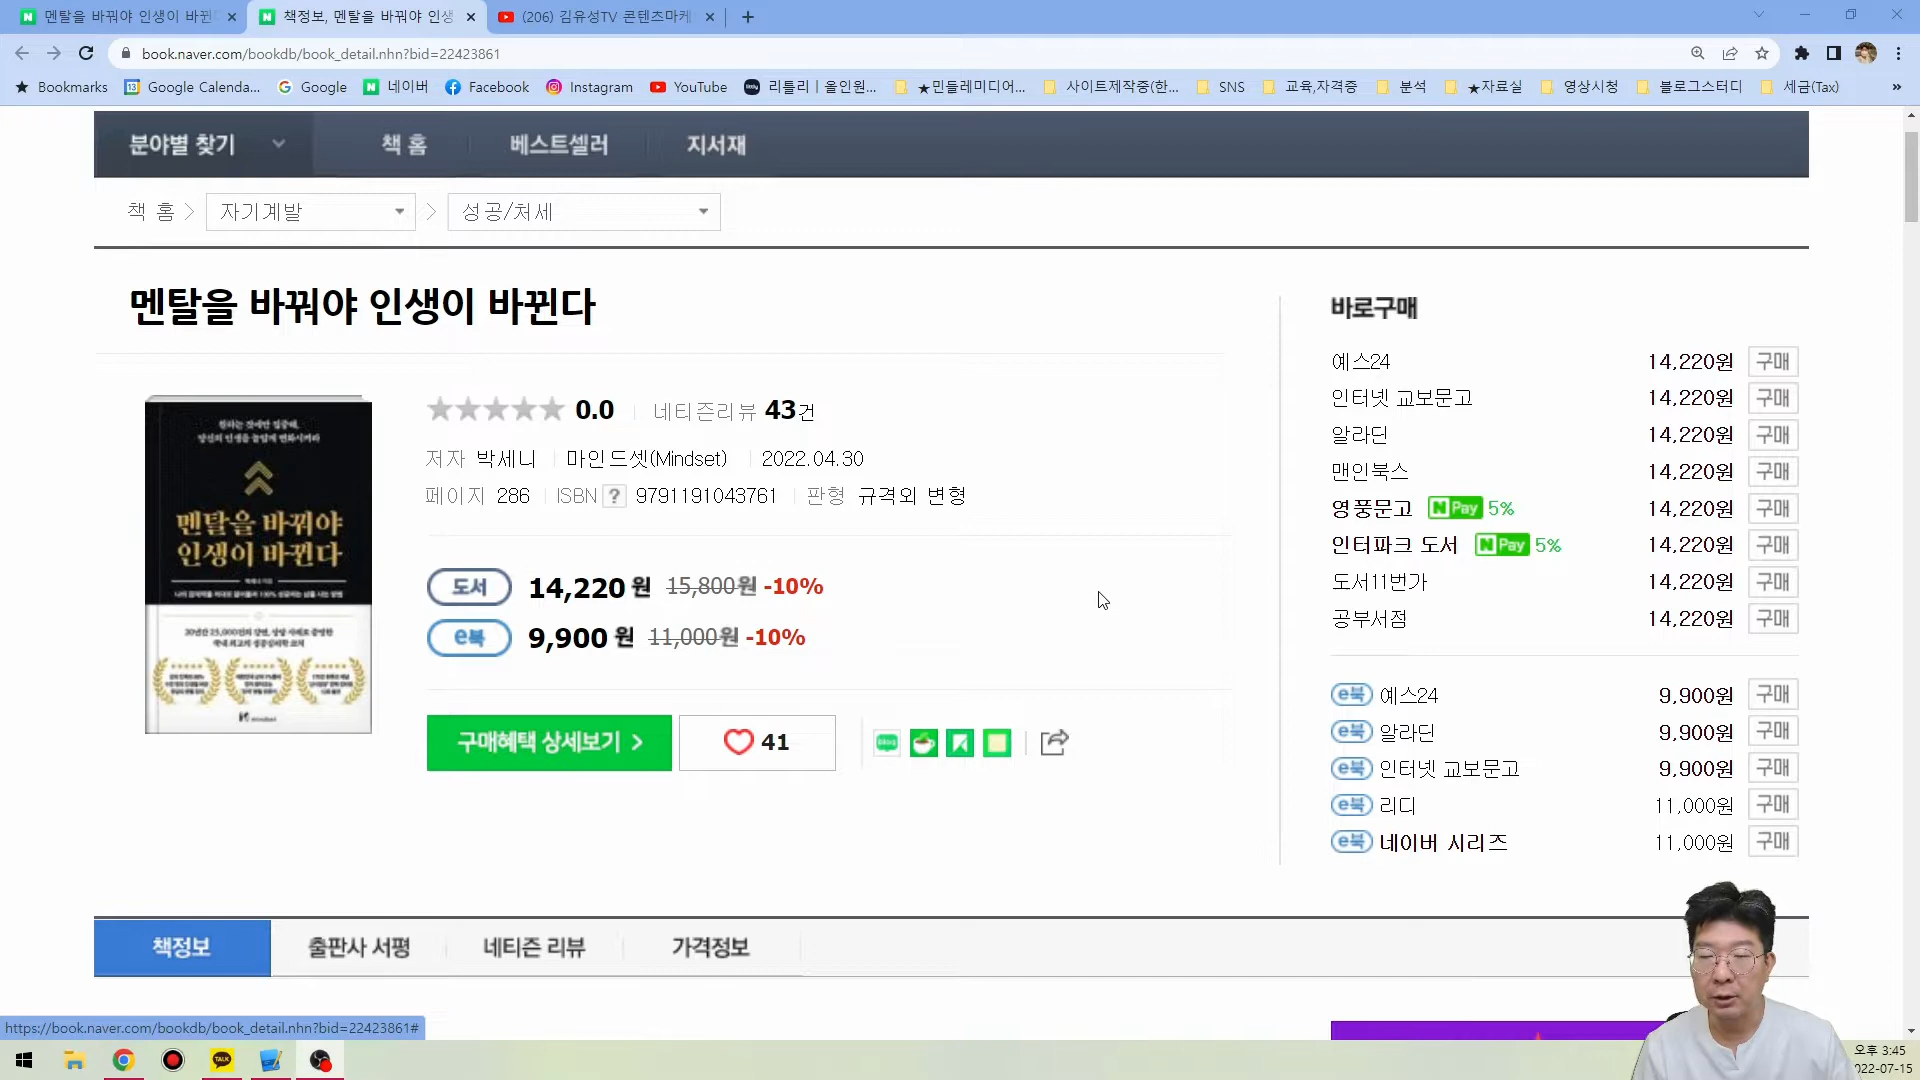 멘탈을 바꿔야 인생이 바뀐
책정보, 멘탈을 바꿔야 인생
(206) 김유성TV 콘텐츠마케
book.naver.com/bookdb/book_detail.nhn?bid=22423861
Bookmarks
Google Calenda...
Google
네이버
Facebook
Instagram
YouTube
리틀리 | 올인원...
★민들레미디어...
사이트제작중(한...
SNS
교육,자격증
분석
★자료실
영상시청
블로그스터디
세금(Tax)
»
분야별 찾기
책 홈
베스트셀러
지서재
책 홈
자기계발
성공/처세
멘탈을 바꿔야 인생이 바뀐다
0.0
네티즌리뷰 43건
저자 박세니 마인드셋(Mindset) 2022.04.30
페이지 286 ISBN ? 9791191043761 판형 규격외 변형
도서 14,220 원 15,800원 -10%
e북 9,900 원 11,000원 -10%
구매혜택 상세보기 >
41
blog
멘탈을 바꿔야
인생이 바뀐다
바로구매
예스24 14,220원 구매
인터넷 교보문고 14,220원 구매
알라딘 14,220원 구매
맨인북스 14,220원 구매
영풍문고 N Pay 5% 14,220원 구매
인터파크 도서 N Pay 5% 14,220원 구매
도서11번가 14,220원 구매
공부서점 14,220원 구매
e북 예스24 9,900원 구매
e북 알라딘 9,900원 구매
e북 인터넷 교보문고 9,900원 구매
e북 리디 11,000원 구매
e북 네이버 시리즈 11,000원 구매
책정보
출판사 서평
네티즌 리뷰
가격정보
https://book.naver.com/bookdb/book_detail.nhn?bid=22423861#
TALK
오후 3:45
022-07-15